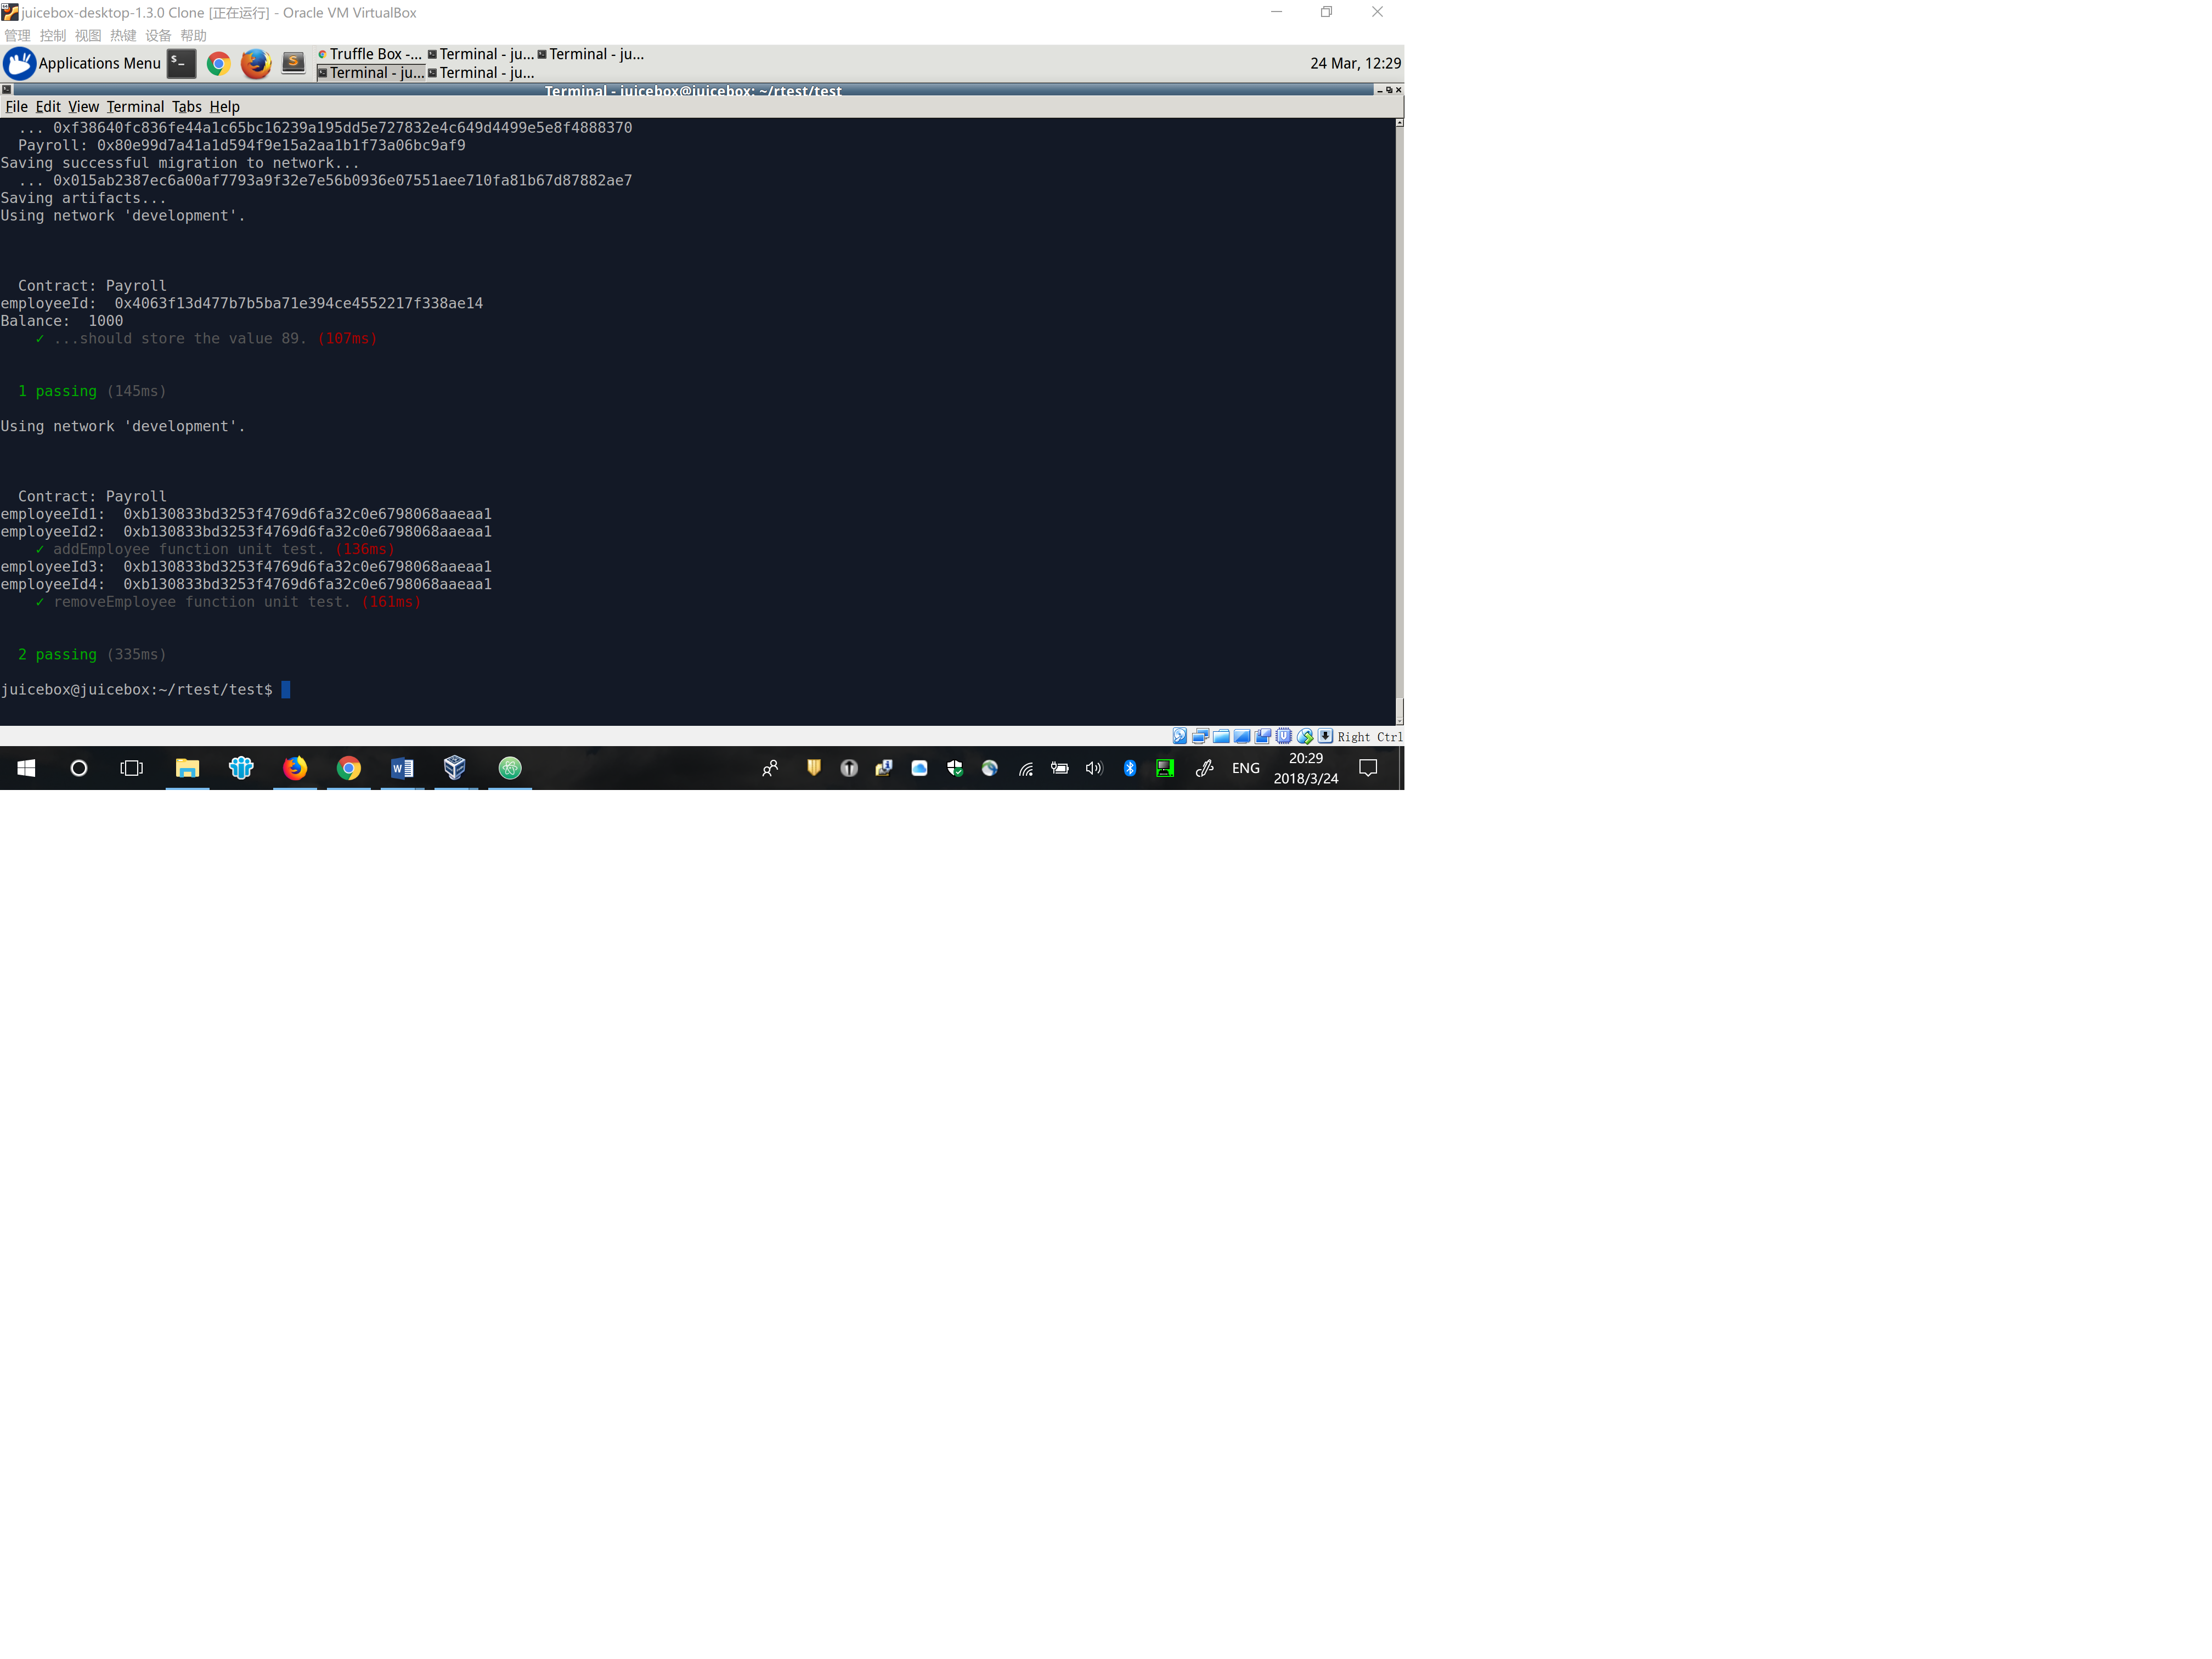 juicebox-desktop-1.3.0 Clone [正在运行] - Oracle VM VirtualBox
管理 控制 视图 热键 设备 帮助
Applications Menu
Truffle Box -... Terminal - ju... Terminal - ju...
Terminal - ju... Terminal - ju...
24 Mar, 12:29
Terminal - juicebox@juicebox: ~/rtest/test
File Edit View Terminal Tabs Help
... 0xf38640fc836fe44a1c65bc16239a195dd5e727832e4c649d4499e5e8f4888370
Payroll: 0x80e99d7a41a1d594f9e15a2aa1b1f73a06bc9af9
Saving successful migration to network...
... 0x015ab2387ec6a00af7793a9f32e7e56b0936e07551aee710fa81b67d87882ae7
Saving artifacts...
Using network 'development'.
Contract: Payroll
employeeId:  0x4063f13d477b7b5ba71e394ce4552217f338ae14
Balance:  1000
✓ ...should store the value 89. (107ms)
1 passing (145ms)
Using network 'development'.
Contract: Payroll
employeeId1:  0xb130833bd3253f4769d6fa32c0e6798068aaeaa1
employeeId2:  0xb130833bd3253f4769d6fa32c0e6798068aaeaa1
✓ addEmployee function unit test. (136ms)
employeeId3:  0xb130833bd3253f4769d6fa32c0e6798068aaeaa1
employeeId4:  0xb130833bd3253f4769d6fa32c0e6798068aaeaa1
✓ removeEmployee function unit test. (161ms)
2 passing (335ms)
juicebox@juicebox:~/rtest/test$
Right Ctrl
ENG
20:29
2018/3/24